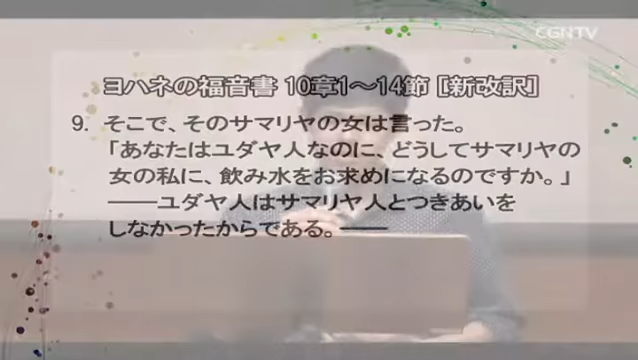 CGNTV
ヨハネの福音書 10章1～14節 [新改訳]
9. そこで、そのサマリヤの女は言った。
「あなたはユダヤ人なのに、どうしてサマリヤの
女の私に、飲み水をお求めになるのですか。」
――ユダヤ人はサマリヤ人とつきあいを
しなかったからである。――